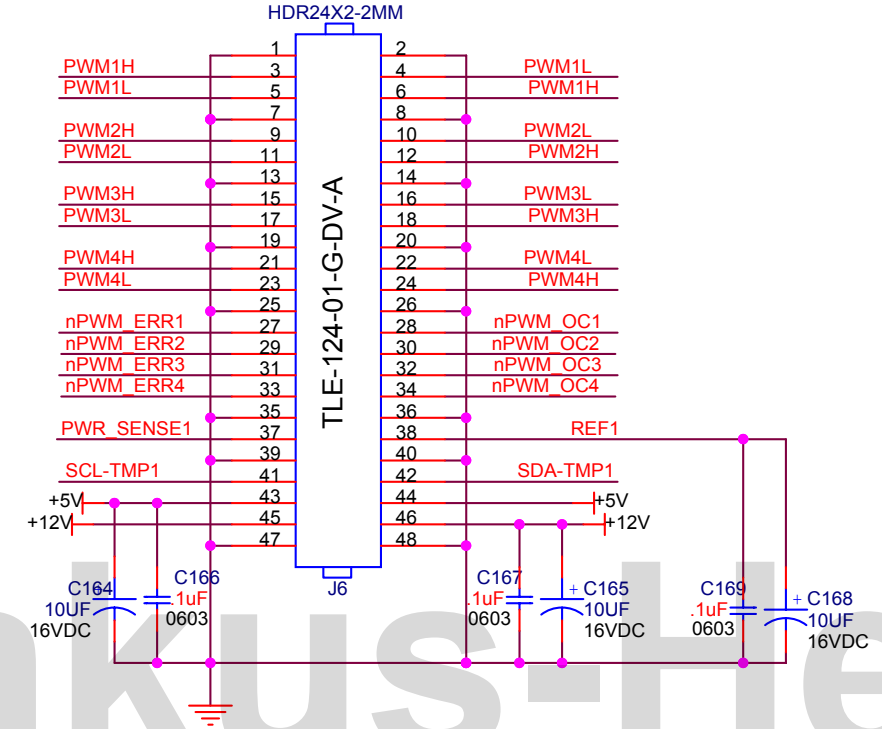 HDR24X2-2MM
1 2
PWM1H 3 4 PWM1L
PWM1L 5 6 PWM1H
7 8
PWM2H 9 10 PWM2L
PWM2L 11 12 PWM2H
13 14
PWM3H 15 16 PWM3L
PWM3L 17 18 PWM3H
19 20
PWM4H 21 22 PWM4L
PWM4L 23 24 PWM4H
25 26
nPWM_ERR1 27 28 nPWM_OC1
nPWM_ERR2 29 30 nPWM_OC2
nPWM_ERR3 31 32 nPWM_OC3
nPWM_ERR4 33 34 nPWM_OC4
35 36
PWR_SENSE1 37 38 REF1
39 40
SCL-TMP1 41 42 SDA-TMP1
+5V 43 44 +5V
+12V 45 46 +12V
47 48
TLE-124-01-G-DV-A
J6
C164
10UF
16VDC
C166
.1uF
0603
C167
.1uF
0603
+ C165
10UF
16VDC
C169
.1uF
0603
+ C168
10UF
16VDC
kus-He